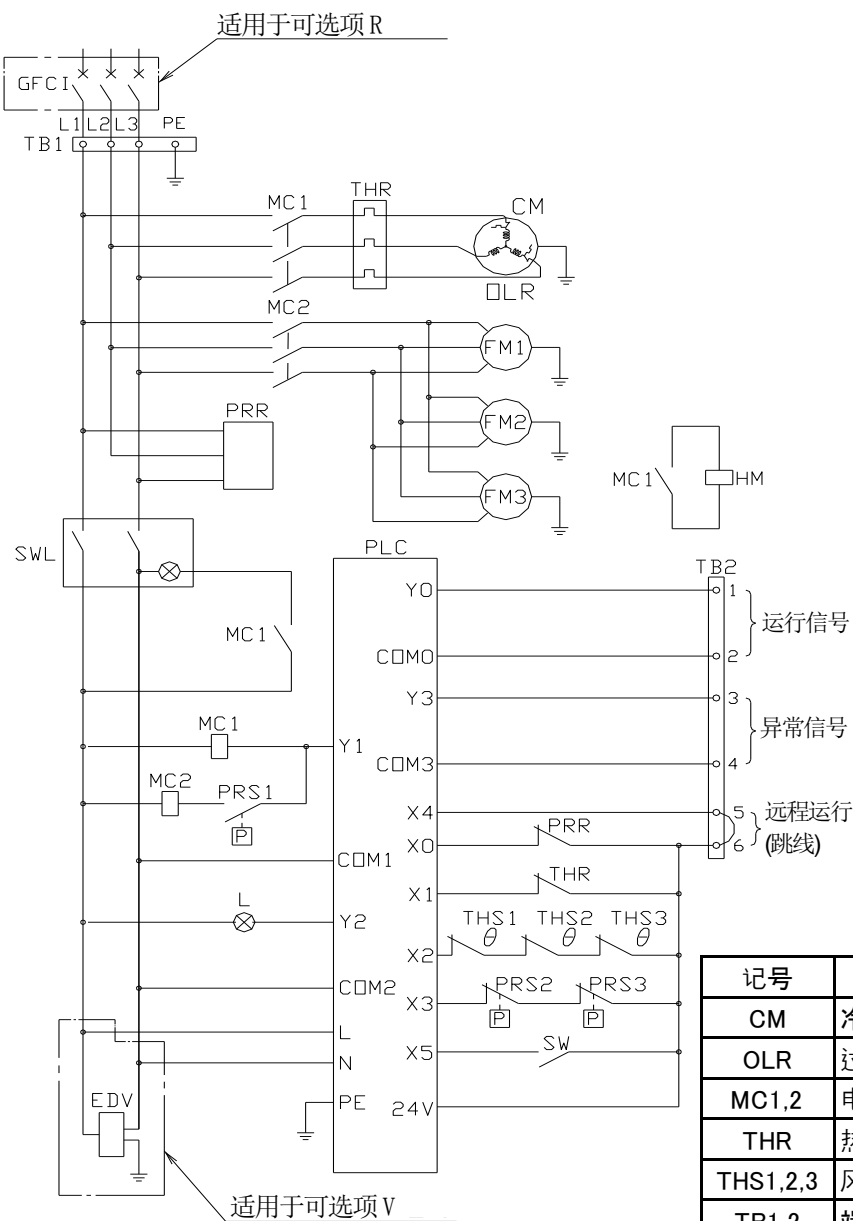 适用于可选项R
GFCI
L1 L2 L3 PE
TB1
MC1
THR
CM
OLR
MC2
FM1
PRR
FM2
FM3
MC1
HM
SWL
PLC
TB2
Y0
1
运行信号
MC1
COM0
2
Y3
3
异常信号
MC1
Y1
COM3
4
MC2
PRS1
P
X4
5
远程运行
X0
PRR
6
(跳线)
COM1
X1
THR
L
Y2
THS1 THS2 THS3
θ θ θ
X2
COM2
X3
PRS2 PRS3
P P
L
X5
SW
N
EDV
PE
24V
适用于可选项V
记号
CM
OLR
MC1,2
THR
THS1,2,3